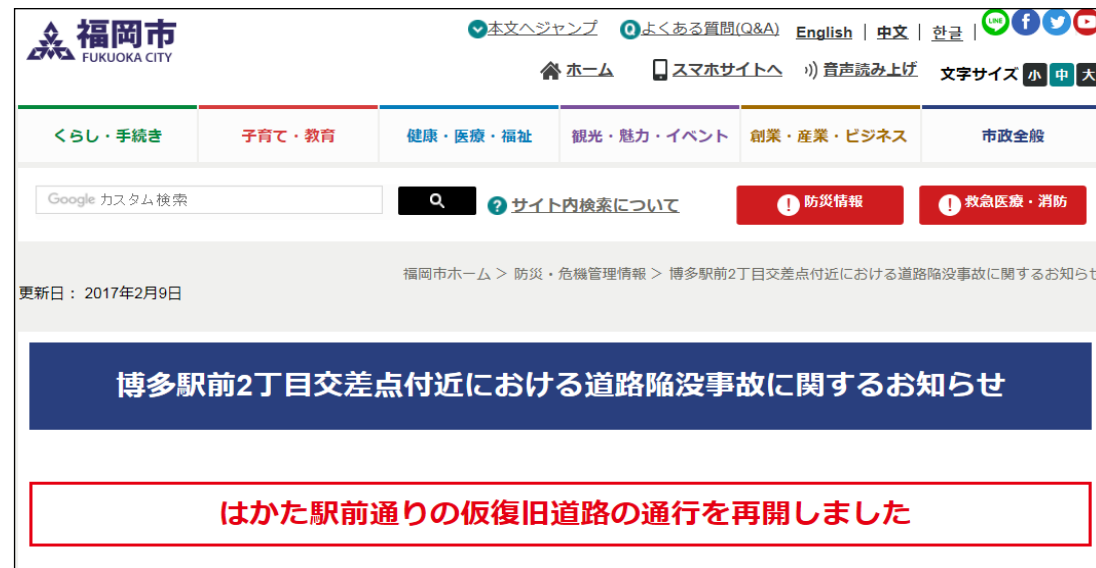 福岡市
FUKUOKA CITY
本文へジャンプ Q よくある質問(Q&A) English | 中文 | 한글 | LINE
ホーム スマホサイトへ 音声読み上げ 文字サイズ 小 中 大
くらし・手続き 子育て・教育 健康・医療・福祉 観光・魅力・イベント 創業・産業・ビジネス 市政全般
Google カスタム検索 ? サイト内検索について ! 防災情報 ! 救急医療・消防
福岡市ホーム > 防災・危機管理情報 > 博多駅前2丁目交差点付近における道路陥没事故に関するお知らせ
更新日： 2017年2月9日
博多駅前2丁目交差点付近における道路陥没事故に関するお知らせ
はかた駅前通りの仮復旧道路の通行を再開しました